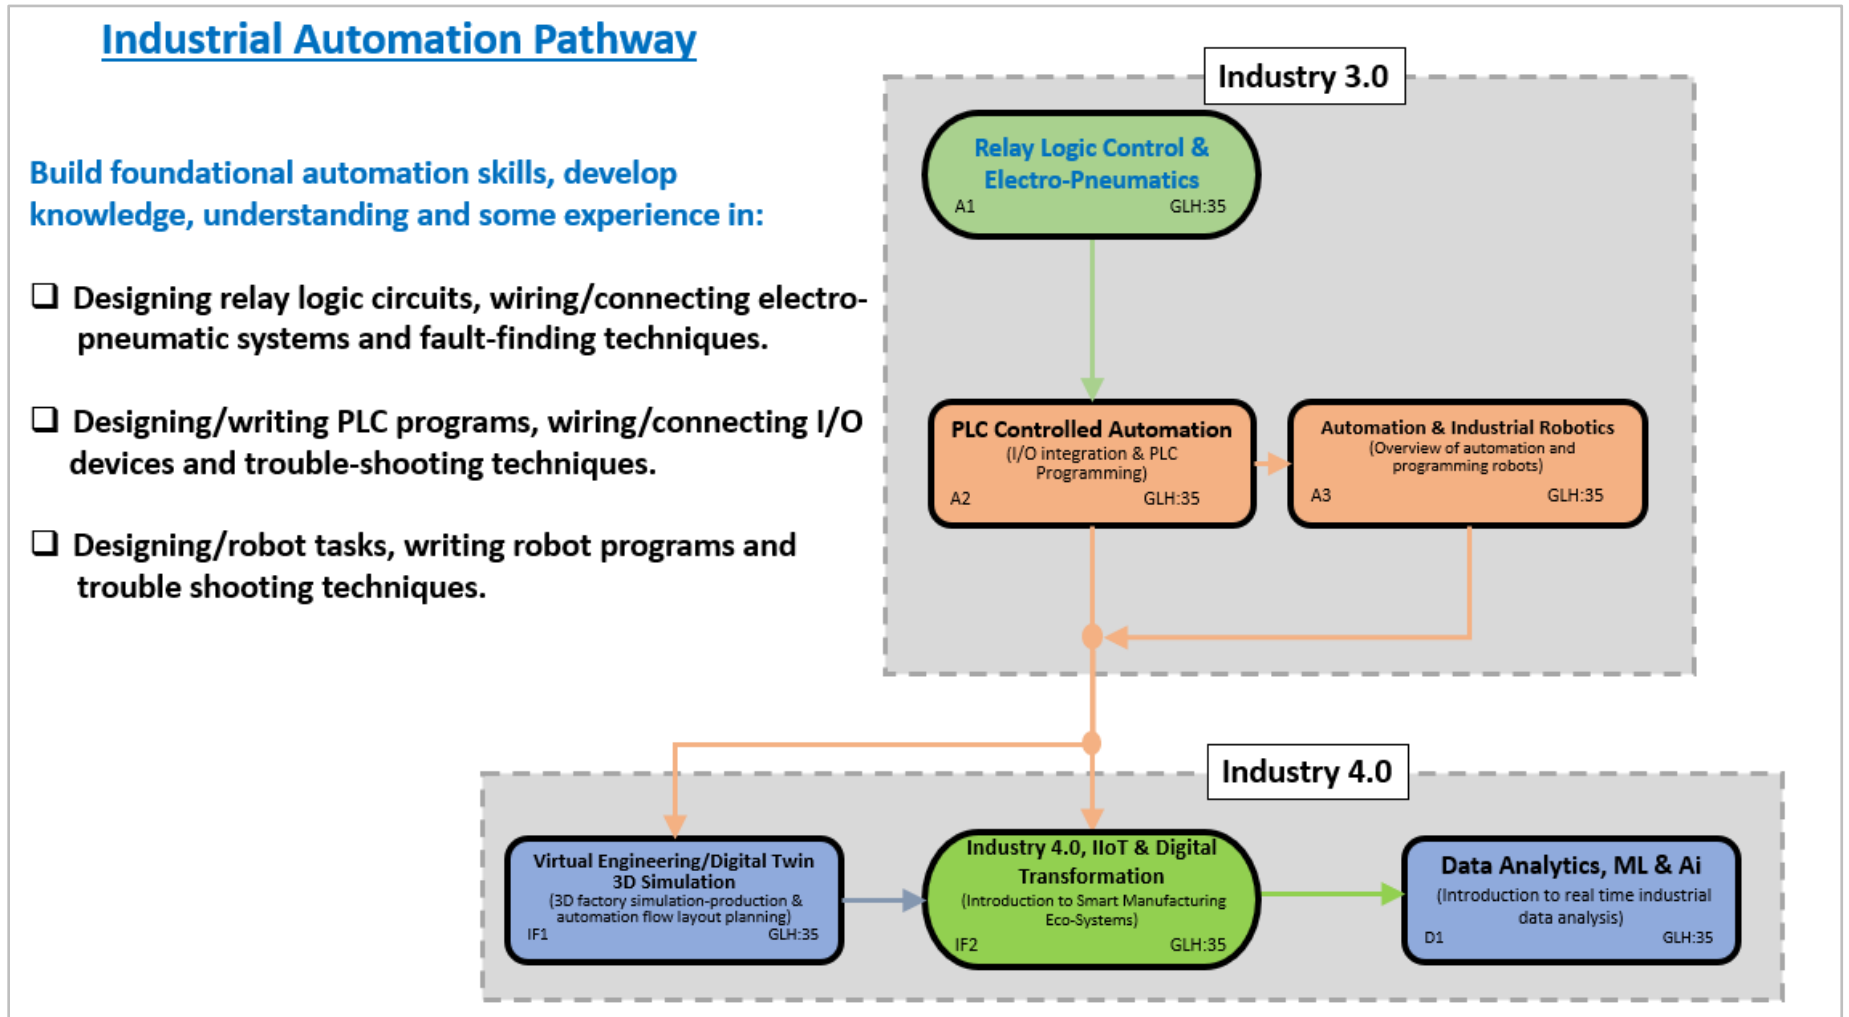 Industrial Automation Pathway
Build foundational automation skills, develop
knowledge, understanding and some experience in:
Designing relay logic circuits, wiring/connecting electro-
pneumatic systems and fault-finding techniques.
Designing/writing PLC programs, wiring/connecting I/O
devices and trouble-shooting techniques.
Designing/robot tasks, writing robot programs and
trouble shooting techniques.
Industry 3.0
Relay Logic Control &
Electro-Pneumatics
A1 GLH:35
PLC Controlled Automation
(I/O integration & PLC
Programming)
A2 GLH:35
Automation & Industrial Robotics
(Overview of automation and
programming robots)
A3 GLH:35
Industry 4.0
Virtual Engineering/Digital Twin
3D Simulation
(3D factory simulation-production &
automation flow layout planning)
IF1 GLH:35
Industry 4.0, IIoT & Digital
Transformation
(Introduction to Smart Manufacturing
Eco-Systems)
IF2 GLH:35
Data Analytics, ML & Ai
(Introduction to real time industrial
data analysis)
D1 GLH:35